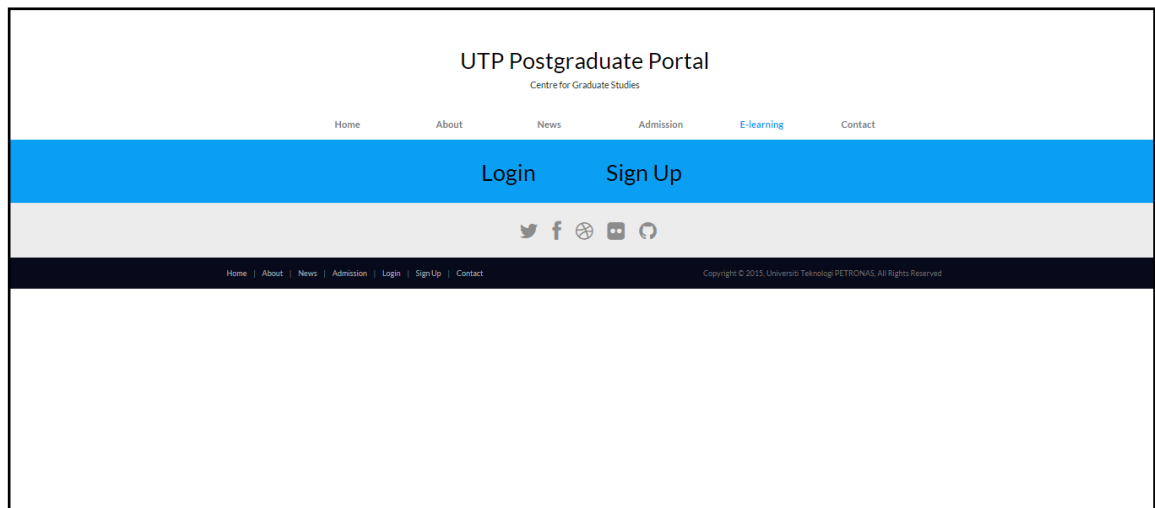 UTP Postgraduate Portal
Centre for Graduate Studies
Home About News Admission E-learning Contact
Login Sign Up
Home | About | News | Admission | Login | Sign Up | Contact
Copyright © 2015, Universiti Teknologi PETRONAS, All Rights Reserved